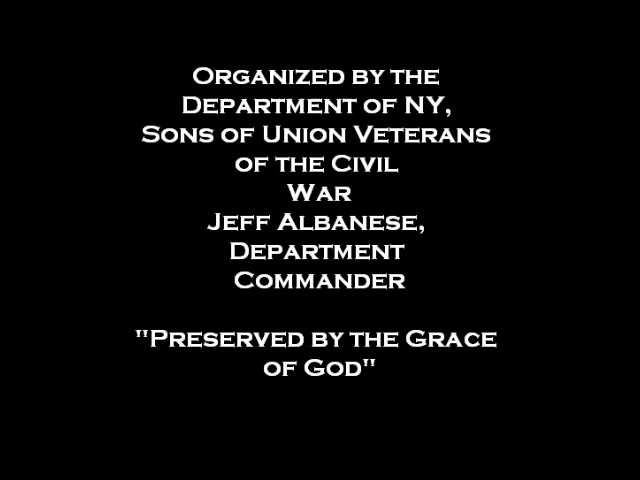 Organized by the
Department of NY,
Sons of Union Veterans
of the Civil
War
Jeff Albanese,
Department
Commander
"Preserved by the Grace
of God"